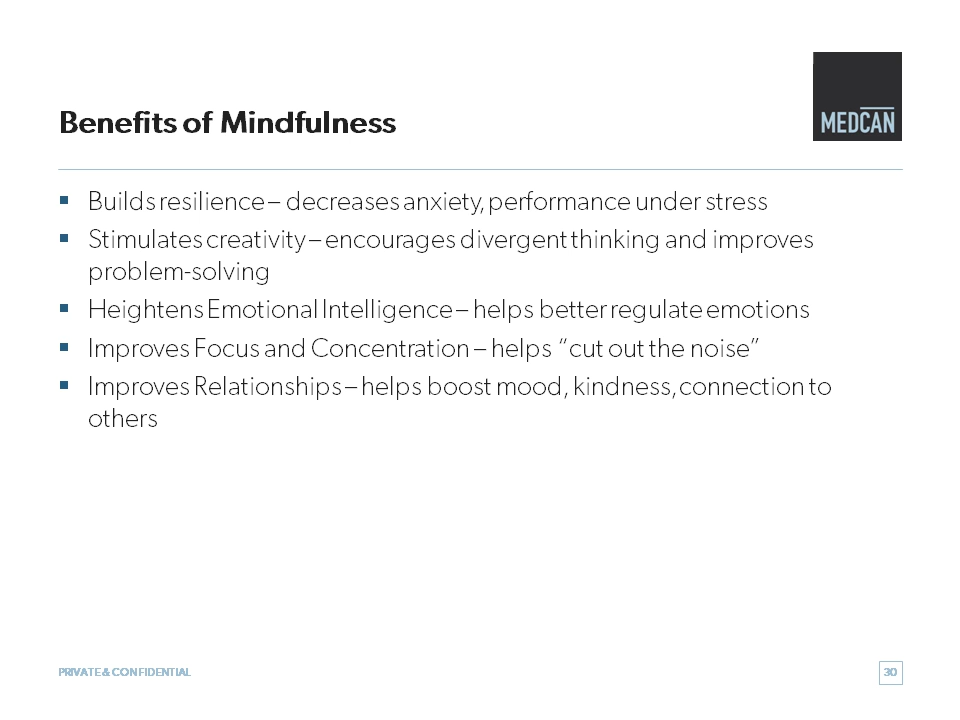 Benefits of Mindfulness
MEDCAN
▪ Builds resilience – decreases anxiety, performance under stress
▪ Stimulates creativity – encourages divergent thinking and improves
problem-solving
▪ Heightens Emotional Intelligence – helps better regulate emotions
▪ Improves Focus and Concentration – helps “cut out the noise”
▪ Improves Relationships – helps boost mood, kindness, connection to
others
PRIVATE & CONFIDENTIAL
30